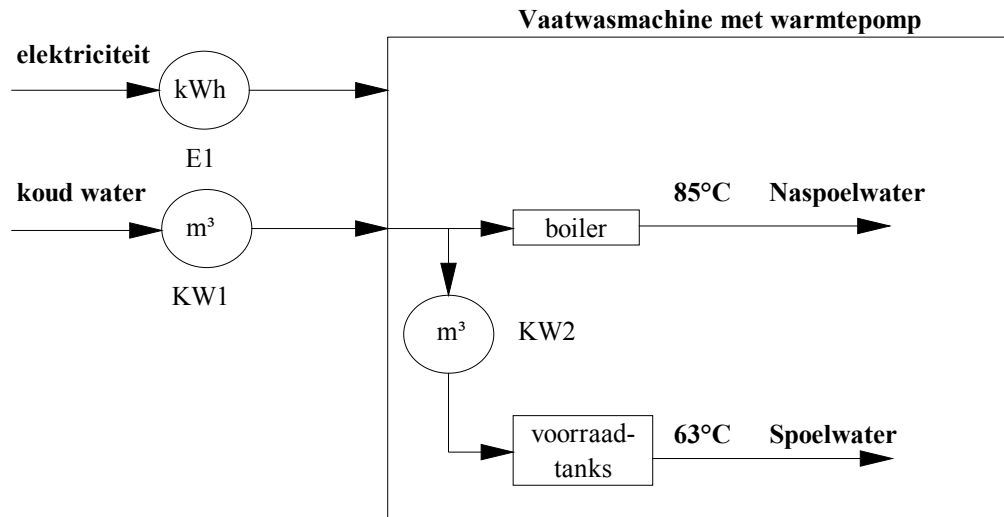 Vaatwasmachine met warmtepomp
elektriciteit
kWh
E1
koud water
m³
KW1
85°C Naspoelwater
boiler
m³
KW2
63°C Spoelwater
voorraad-
tanks